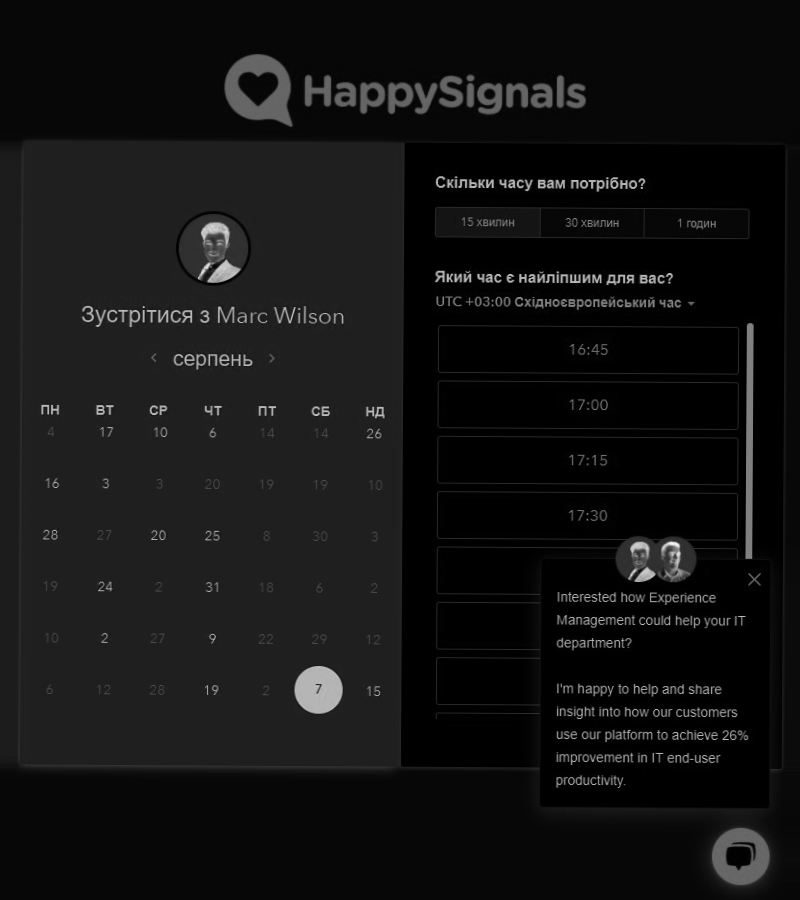 HappySignals
Зустрітися з Marc Wilson
серпень
ПН ВТ СР ЧТ ПТ СБ НД
4 17 10 6 14 14 26
16 3 3 20 19 19 10
28 27 20 25 8 30 3
19 24 2 31 18 6 2
10 2 27 9 22 29 12
6 12 28 19 2 7 15
Скільки часу вам потрібно?
15 хвилин 30 хвилин 1 годин
Який час є найліпшим для вас?
UTC +03:00 Східноєвропейський час
16:45
17:00
17:15
17:30
Interested how Experience
Management could help your IT
department?
I'm happy to help and share
insight into how our customers
use our platform to achieve 26%
improvement in IT end-user
productivity.